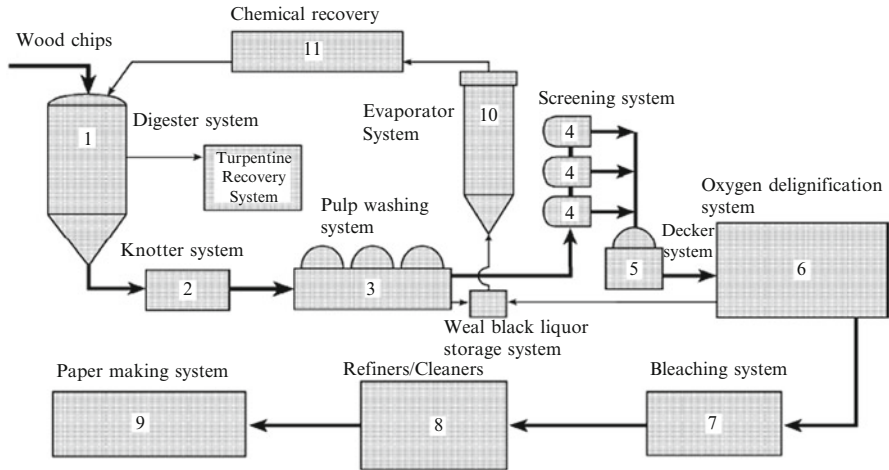 Chemical recovery
Wood chips
11
Evaporator
System
10
Screening system
4
4
4
1
Digester system
Turpentine
Recovery
System
Pulp washing
system
Oxygen delignification
system
Decker
system
Knotter system
2
3
5
6
Weal black liquor
storage system
Paper making system
Refiners/Cleaners
Bleaching system
9
8
7